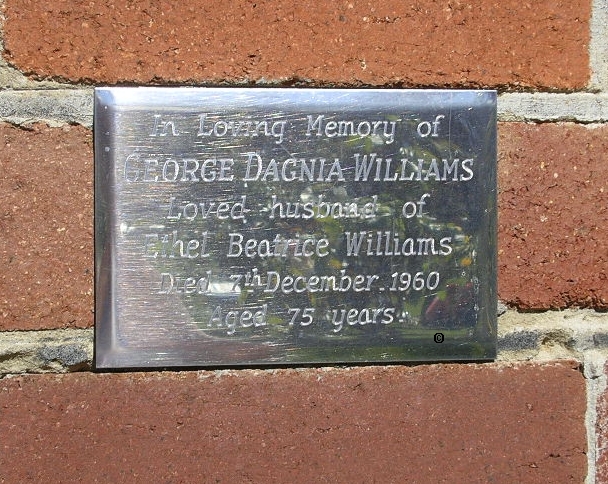 In Loving Memory of
GEORGE DAGNIA WILLIAMS
Loved husband of
Ethel Beatrice Williams
Died 7th December 1960
Aged 75 years
©